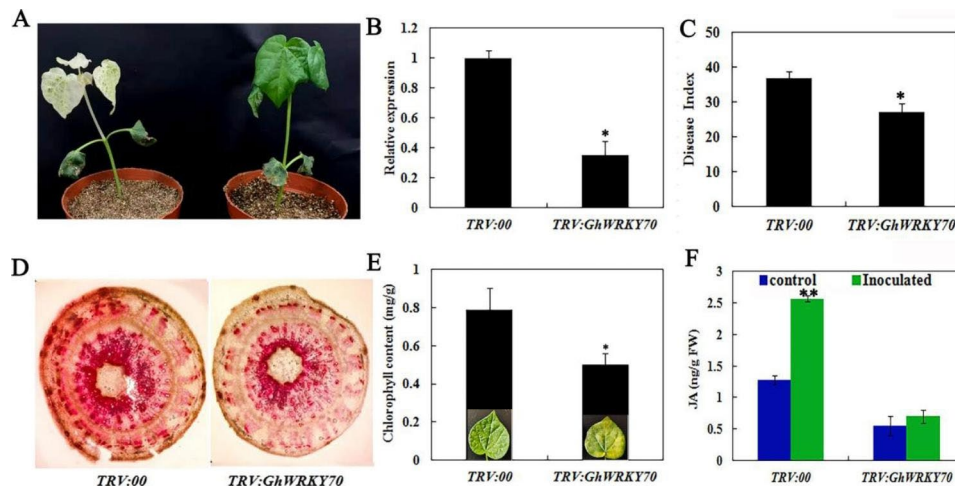 A
B
Relative expression
1.2
1
0.8
0.6
0.4
0.2
0
*
TRV:00
TRV:GhWRKY70
C
Disease Index
50
40
30
20
10
0
*
TRV:00
TRV:GhWRKY70
D
TRV:00
TRV:GhWRKY70
E
Chlorophyll content (mg/g)
1
0.8
0.6
0.4
0.2
0
*
TRV:00
TRV:GhWRKY70
F
control
Inoculated
JA (ng/g FW)
3
2.5
2
1.5
1
0.5
0
**
TRV:00
TRV:GhWRKY70